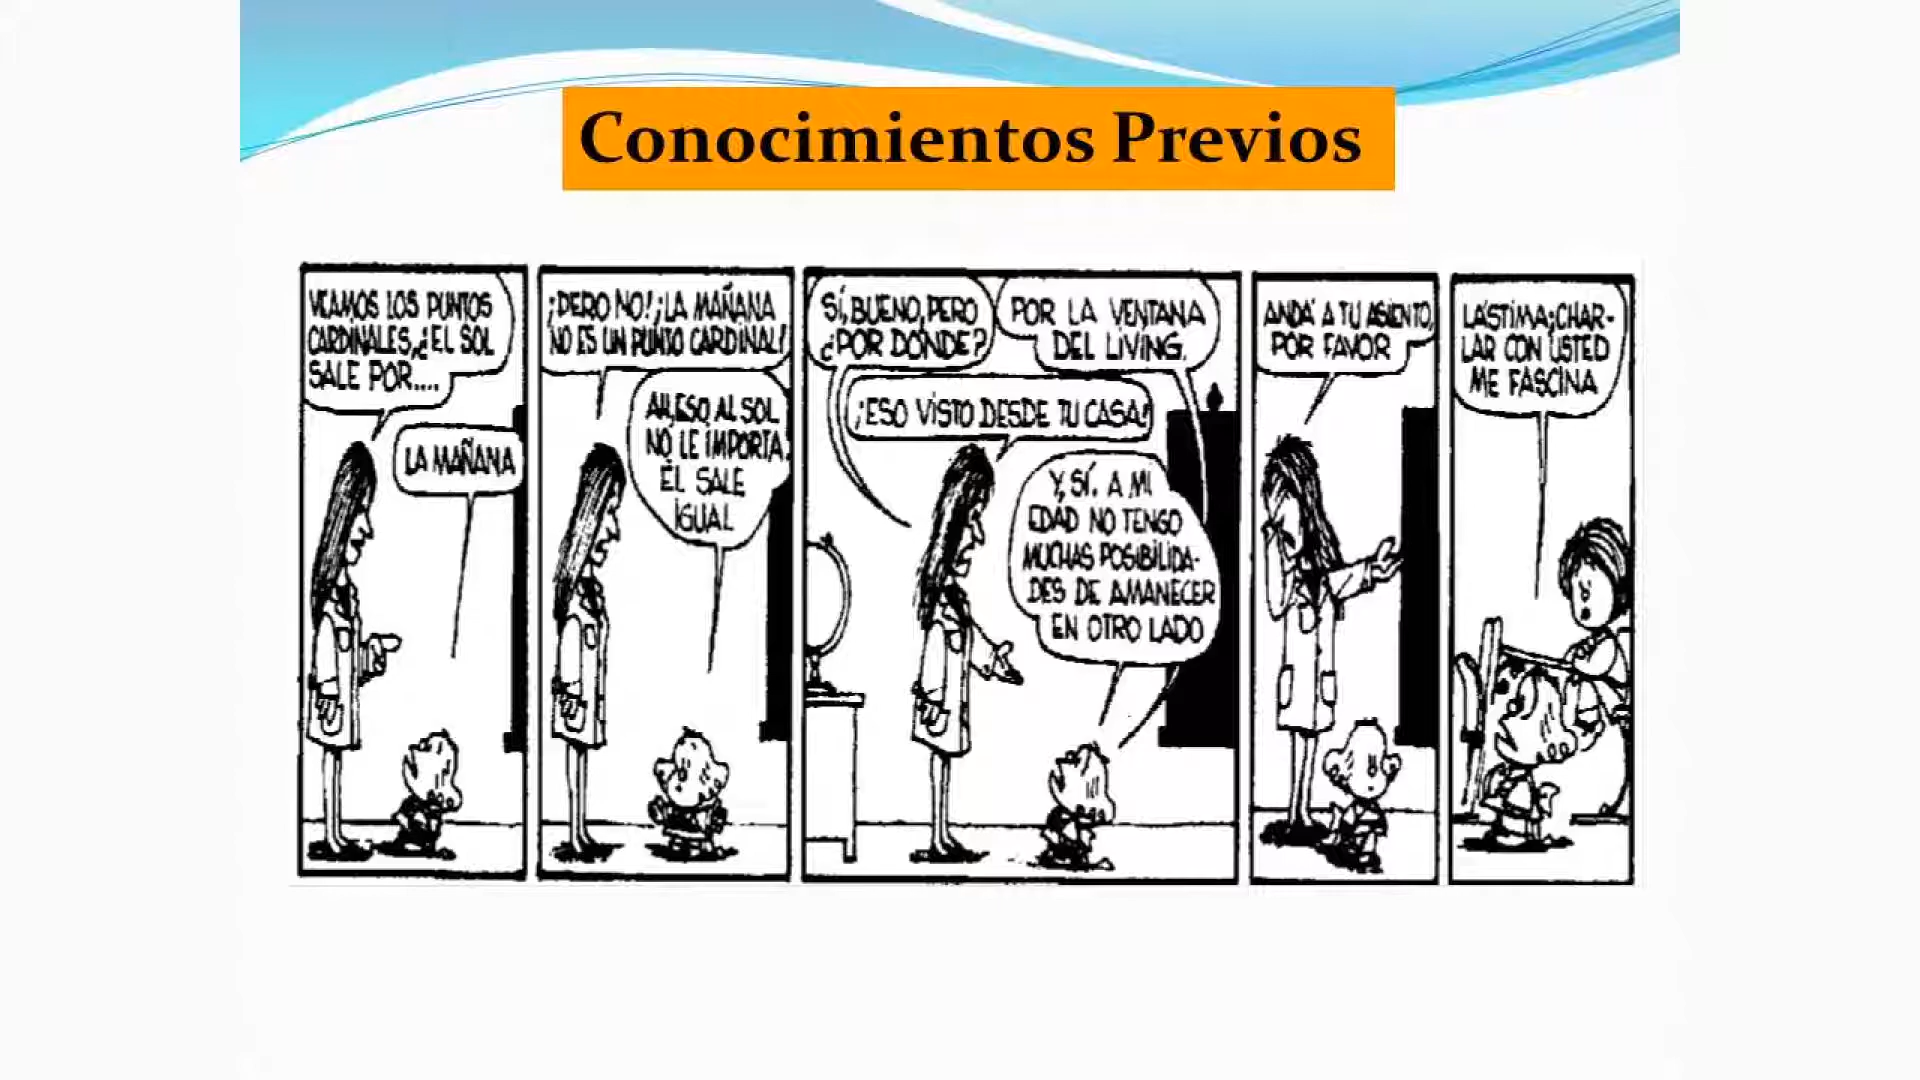 Conocimientos Previos
VEAMOS LOS PUNTOS
CARDINALES, ¿EL SOL
SALE POR....
LA MAÑANA
¡PERO NO! ¡LA MAÑANA
NO ES UN PUNTO CARDINAL!
AH, ESO AL SOL
NO LE IMPORTA.
ÉL SALE
IGUAL
SÍ, BUENO, PERO
¿POR DÓNDE?
POR LA VENTANA
DEL LIVING.
¡ESO VISTO DESDE TU CASA!
Y, SÍ. A MI
EDAD NO TENGO
MUCHAS POSIBILIDA-
DES DE AMANECER
EN OTRO LADO
ANDÁ A TU ASIENTO,
POR FAVOR
LÁSTIMA; CHAR-
LAR CON USTED
ME FASCINA